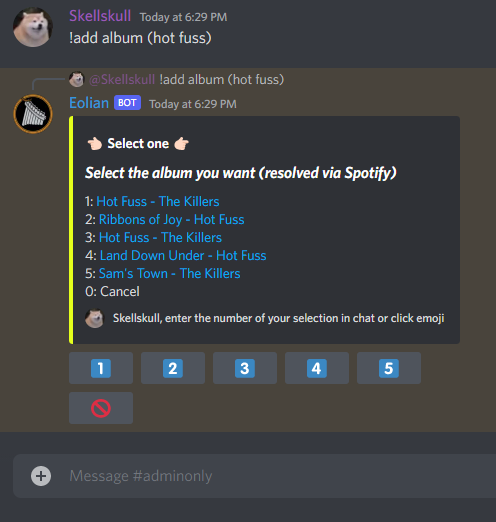 Skellskull Today at 6:29 PM
!add album (hot fuss)
@Skellskull !add album (hot fuss)
Eolian BOT Today at 6:29 PM
👈🏻 Select one 👉🏻
Select the album you want (resolved via Spotify)
1: Hot Fuss - The Killers
2: Ribbons of Joy - Hot Fuss
3: Hot Fuss - The Killers
4: Land Down Under - Hot Fuss
5: Sam's Town - The Killers
0: Cancel
Skellskull, enter the number of your selection in chat or click emoji
1 2 3 4 5
Message #adminonly